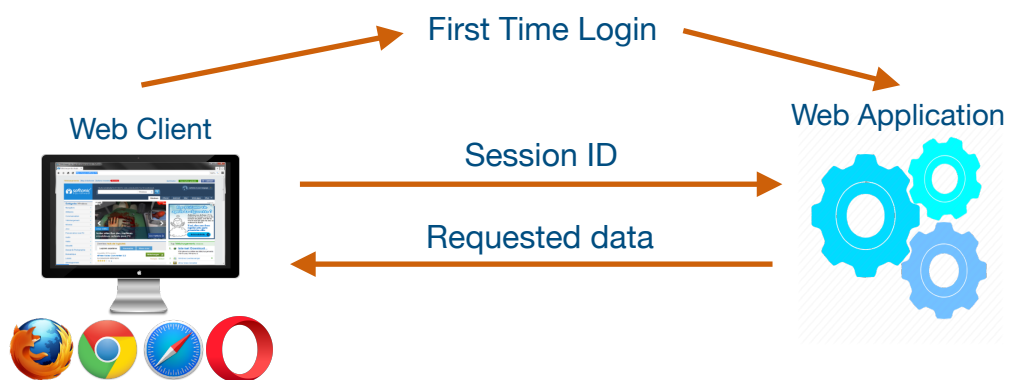 First Time Login
Web Client
Web Application
Session ID
Requested data